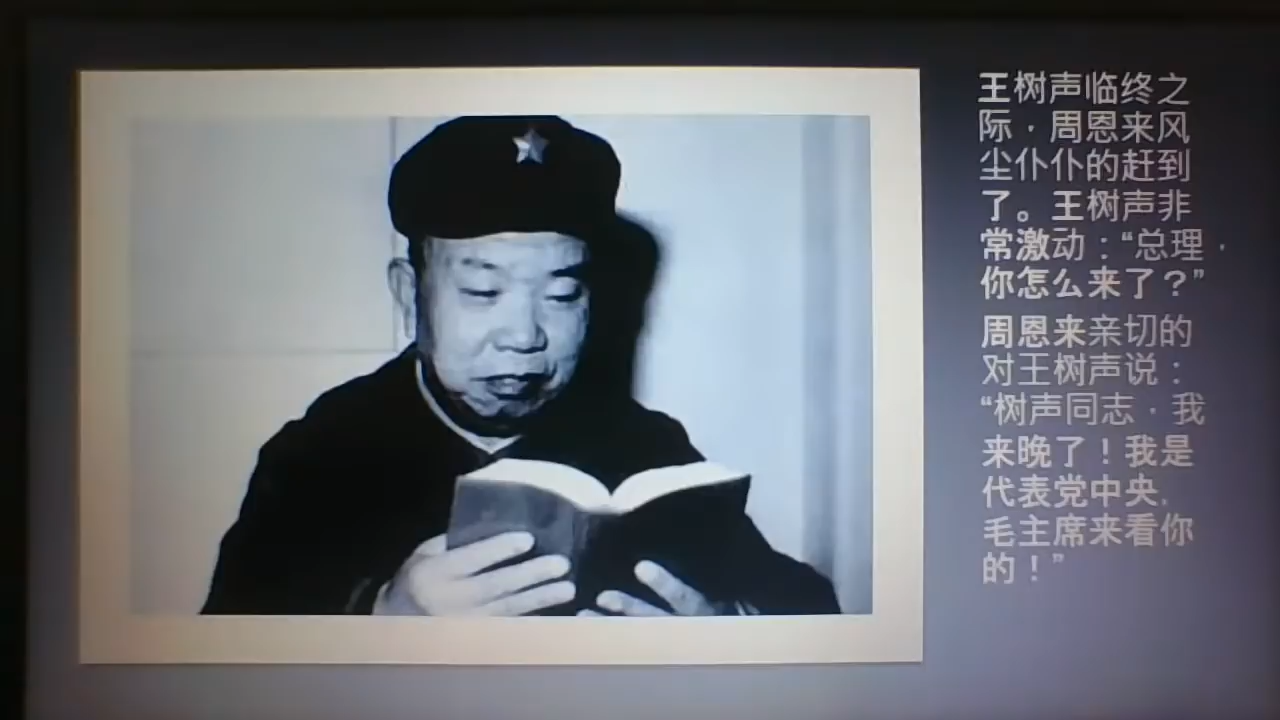 王树声临终之
际，周恩来风
尘仆仆的赶到
了。王树声非
常激动：“总理，
你怎么来了？”
周恩来亲切的
对王树声说：
“树声同志，我
来晚了！我是
代表党中央、
毛主席来看你
的！”